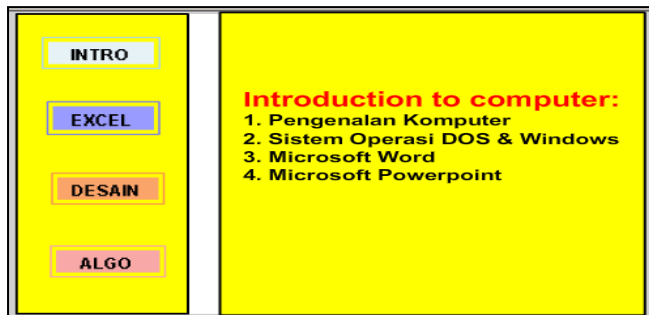 INTRO
EXCEL
DESAIN
ALGO
Introduction to computer:
1. Pengenalan Komputer
2. Sistem Operasi DOS & Windows
3. Microsoft Word
4. Microsoft Powerpoint